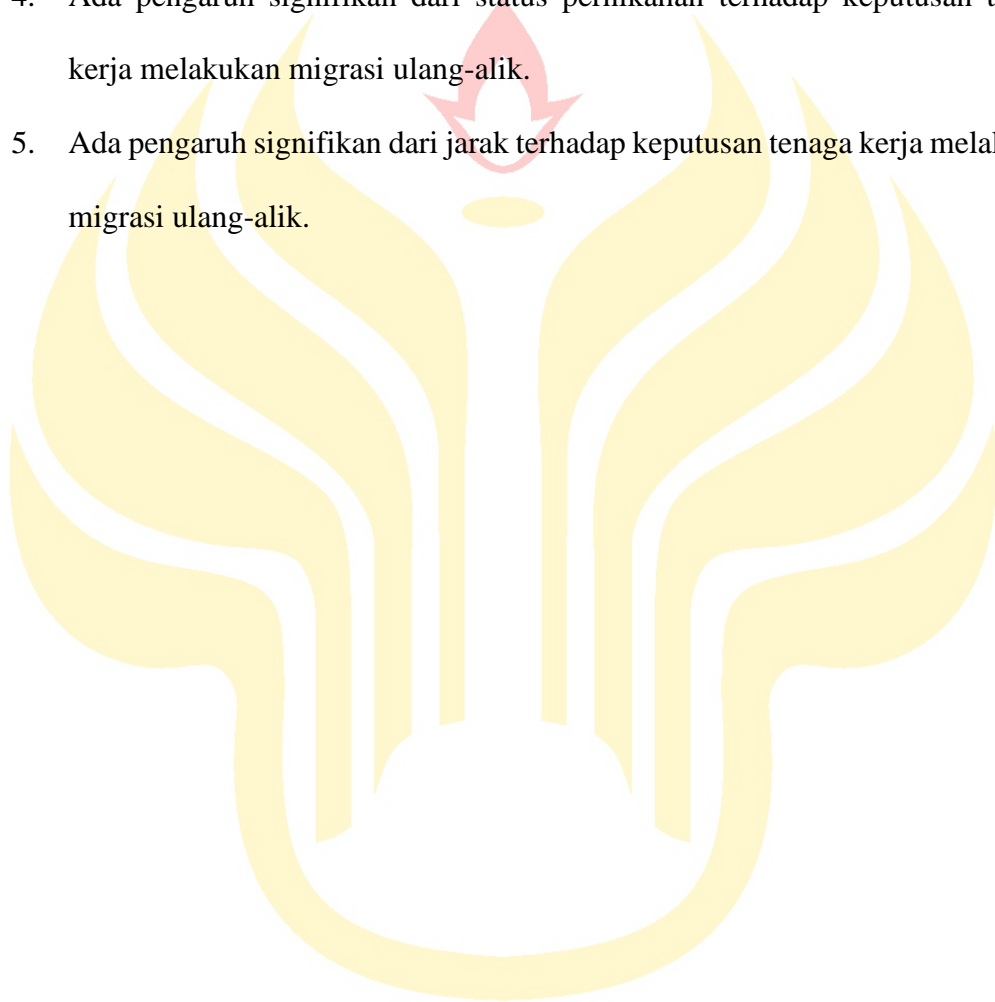 4. Ada pengaruh signifikan dari status pernikahan terhadap keputusan
kerja melakukan migrasi ulang-alik.
5. Ada pengaruh signifikan dari jarak terhadap keputusan tenaga kerja
migrasi ulang-alik.